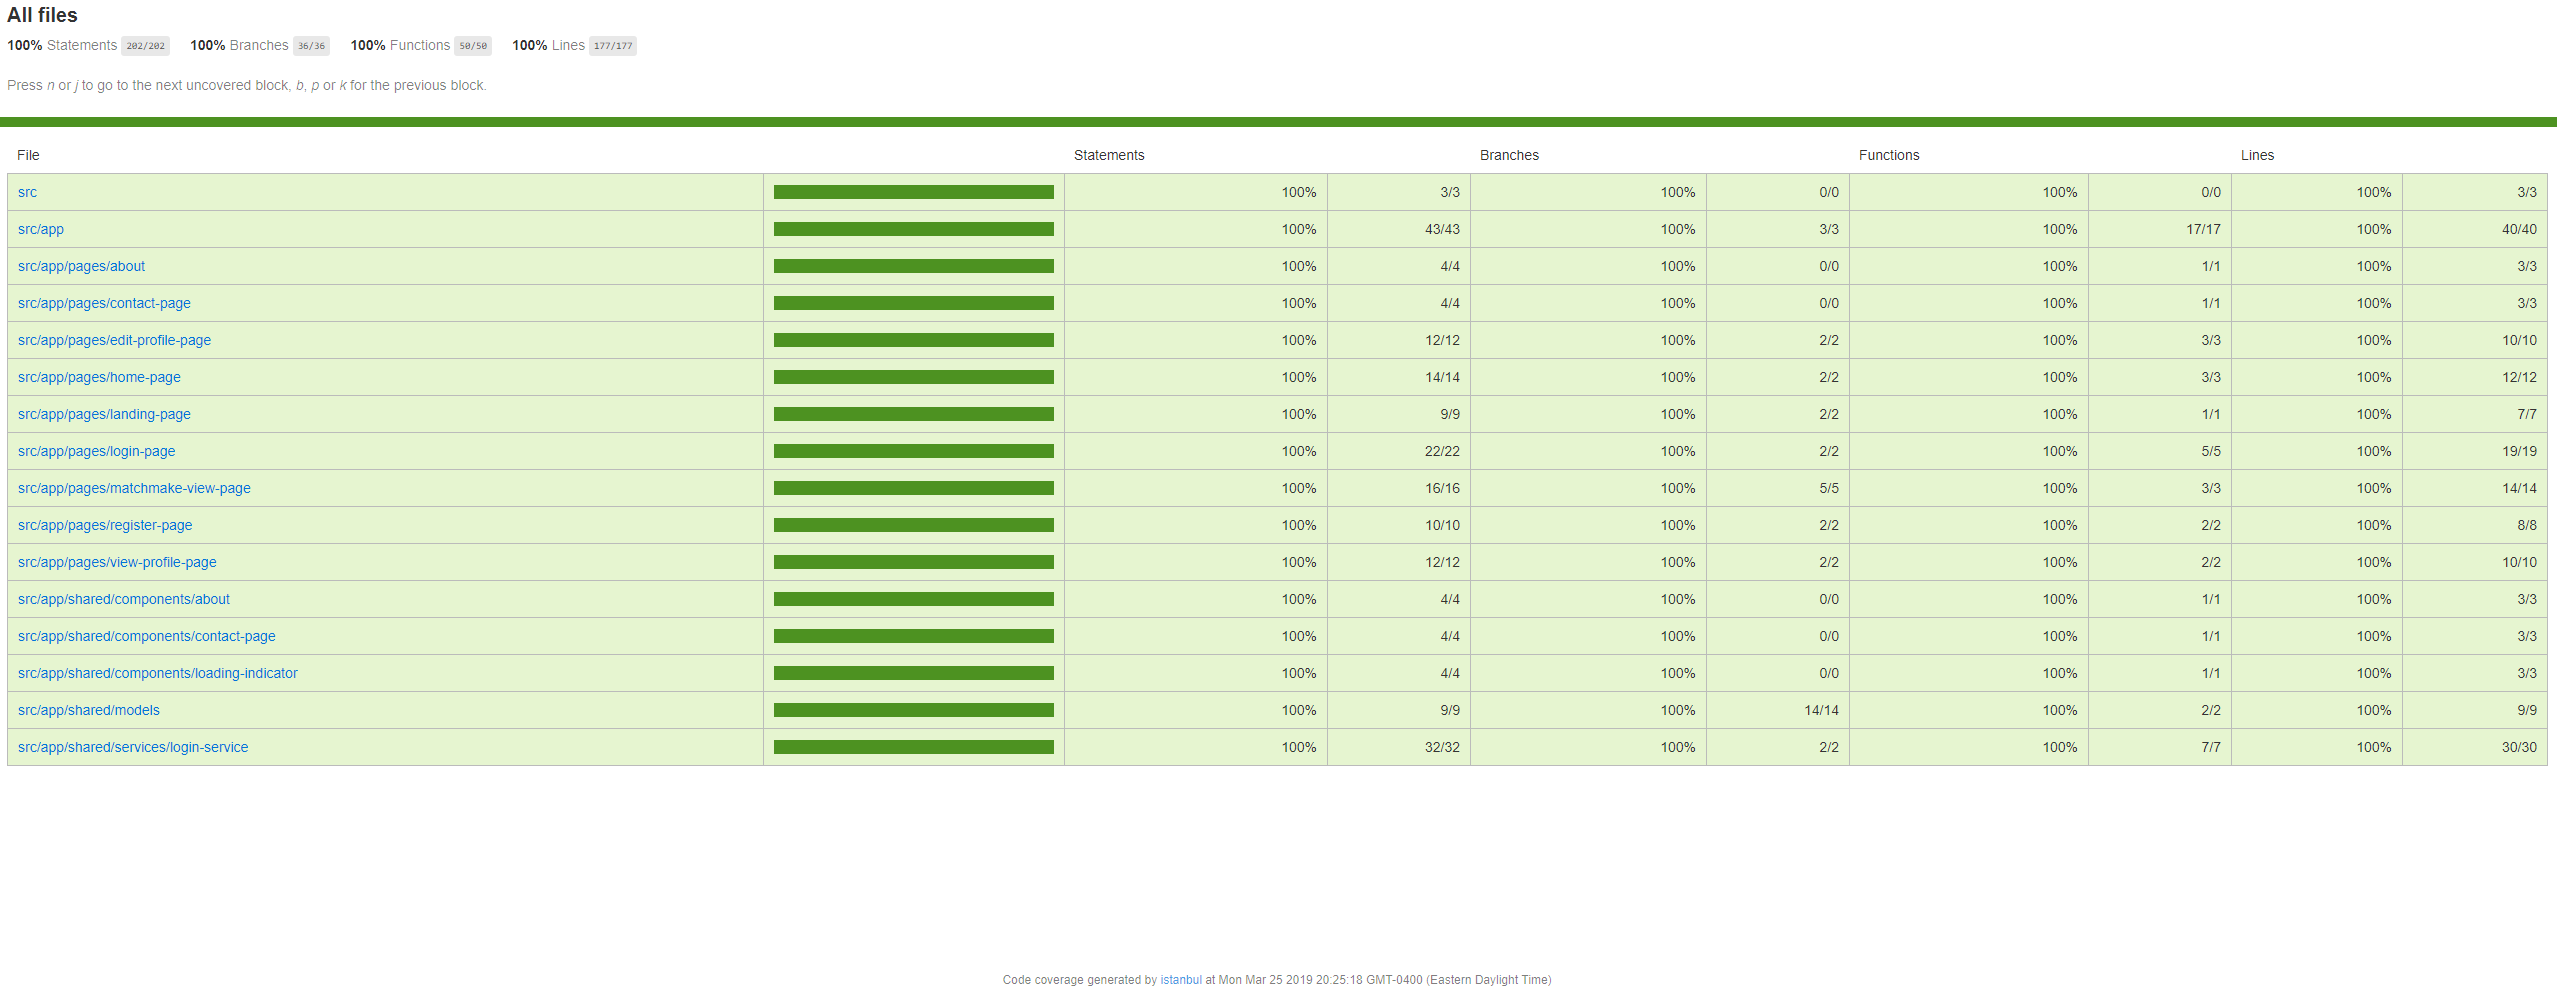 All files
100% Statements 202/202 100% Branches 36/36 100% Functions 50/50 100% Lines 177/177
Press n or j to go to the next uncovered block, b, p or k for the previous block.
File Statements Branches Functions Lines
src 100% 3/3 100% 0/0 100% 0/0 100% 3/3
src/app 100% 43/43 100% 3/3 100% 17/17 100% 40/40
src/app/pages/about 100% 4/4 100% 0/0 100% 1/1 100% 3/3
src/app/pages/contact-page 100% 4/4 100% 0/0 100% 1/1 100% 3/3
src/app/pages/edit-profile-page 100% 12/12 100% 2/2 100% 3/3 100% 10/10
src/app/pages/home-page 100% 14/14 100% 2/2 100% 3/3 100% 12/12
src/app/pages/landing-page 100% 9/9 100% 2/2 100% 1/1 100% 7/7
src/app/pages/login-page 100% 22/22 100% 2/2 100% 5/5 100% 19/19
src/app/pages/matchmake-view-page 100% 16/16 100% 5/5 100% 3/3 100% 14/14
src/app/pages/register-page 100% 10/10 100% 2/2 100% 2/2 100% 8/8
src/app/pages/view-profile-page 100% 12/12 100% 2/2 100% 2/2 100% 10/10
src/app/shared/components/about 100% 4/4 100% 0/0 100% 1/1 100% 3/3
src/app/shared/components/contact-page 100% 4/4 100% 0/0 100% 1/1 100% 3/3
src/app/shared/components/loading-indicator 100% 4/4 100% 0/0 100% 1/1 100% 3/3
src/app/shared/models 100% 9/9 100% 14/14 100% 2/2 100% 9/9
src/app/shared/services/login-service 100% 32/32 100% 2/2 100% 7/7 100% 30/30
Code coverage generated by istanbul at Mon Mar 25 2019 20:25:18 GMT-0400 (Eastern Daylight Time)